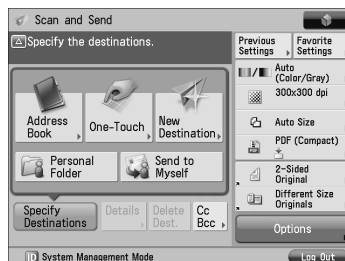 Scan and Send
Specify the destinations.
Previous
Settings
Favorite
Settings
Auto
(Color/Gray)
300x300 dpi
Auto Size
PDF (Compact)
2-Sided
Original
Different Size
Originals
Options
Address
Book
One-Touch
New
Destination
Personal
Folder
Send to
Myself
Specify
Destinations
Details
Delete
Dest.
Cc
Bcc
ID System Management Mode
Log Out